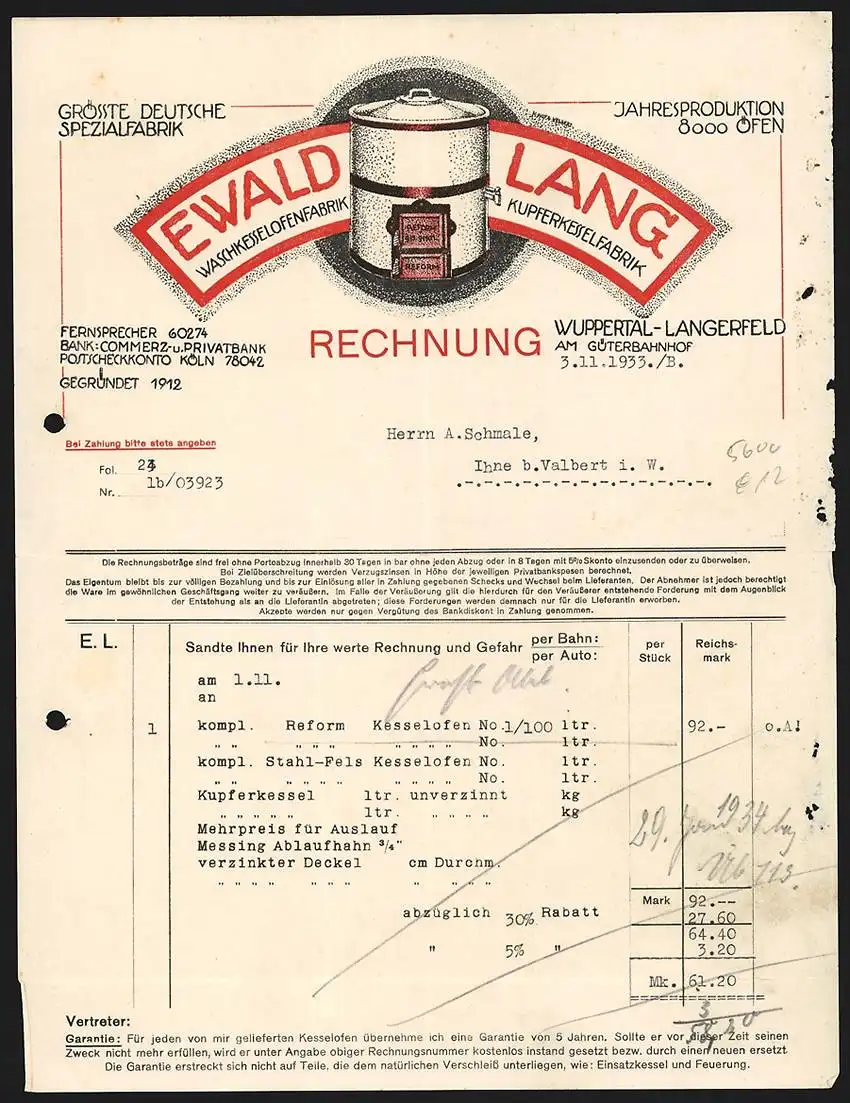 GRÖSSTE DEUTSCHE
SPEZIALFABRIK
JAHRESPRODUKTION
8000 ÖFEN
EWALD LANG
WASCHKESSELOFENFABRIK
KUPFERKESSELFABRIK
REFORM
REFORM
FERNSPRECHER 60274
BANK: COMMERZ-u. PRIVATBANK
POSTSCHECKKONTO KÖLN 78042
GEGRÜNDET 1912
RECHNUNG
WUPPERTAL-LANGERFELD
AM GÜTERBAHNHOF
3.11.1933./B.
Bei Zahlung bitte stets angeben
Fol. 24
Nr. lb/03923
Herrn A.Schmale,
Ihne b.Valbert i. W.
5600
€ 12
Die Rechnungsbeträge sind frei ohne Portoabzug innerhalb 30 Tagen in bar ohne jeden Abzug oder in 8 Tagen mit 5% Skonto einzusenden oder zu überweisen.
Bei Zielüberschreitung werden Verzugszinsen in Höhe der jeweiligen Privatbankspesen berechnet.
Das Eigentum bleibt bis zur völligen Bezahlung und bis zur Einlösung aller in Zahlung gegebenen Schecks und Wechsel beim Lieferanten. Der Abnehmer ist jedoch berechtigt
die Ware im gewöhnlichen Geschäftsgang weiter zu veräußern. Im Falle der Veräußerung gilt die hierdurch für den Veräußerer entstehende Forderung mit dem Augenblick
der Entstehung als an die Lieferantin abgetreten; diese Forderungen werden demnach nur für die Lieferantin erworben.
Akzepte werden nur gegen Vergütung des Bankdiskont in Zahlung genommen.
E. L.
Sandte Ihnen für Ihre werte Rechnung und Gefahr per Bahn:
per Auto:
per Stück
Reichs-
mark
am 1.11.
an
1 kompl. Reform Kesselofen No.1/100 ltr. 92.- o.A!
" " " " " " " " " No. ltr.
kompl. Stahl-Fels Kesselofen No. ltr.
" " " " " " " " " " No. ltr.
Kupferkessel ltr. unverzinnt kg
" " " " " ltr. " " " " kg
Mehrpreis für Auslauf
Messing Ablaufhahn 3/4"
verzinkter Deckel cm Durchm.
" " " " " " " " " " "
29. 1934
Mark 92.--
abzüglich 30% Rabatt 27.60
64.40
" 5% " 3.20
Mk. 61.20
3
Vertreter:
Garantie: Für jeden von mir gelieferten Kesselofen übernehme ich eine Garantie von 5 Jahren. Sollte er vor dieser Zeit seinen
Zweck nicht mehr erfüllen, wird er unter Angabe obiger Rechnungsnummer kostenlos instand gesetzt bezw. durch einen neuen ersetzt
Die Garantie erstreckt sich nicht auf Teile, die dem natürlichen Verschleiß unterliegen, wie: Einsatzkessel und Feuerung.